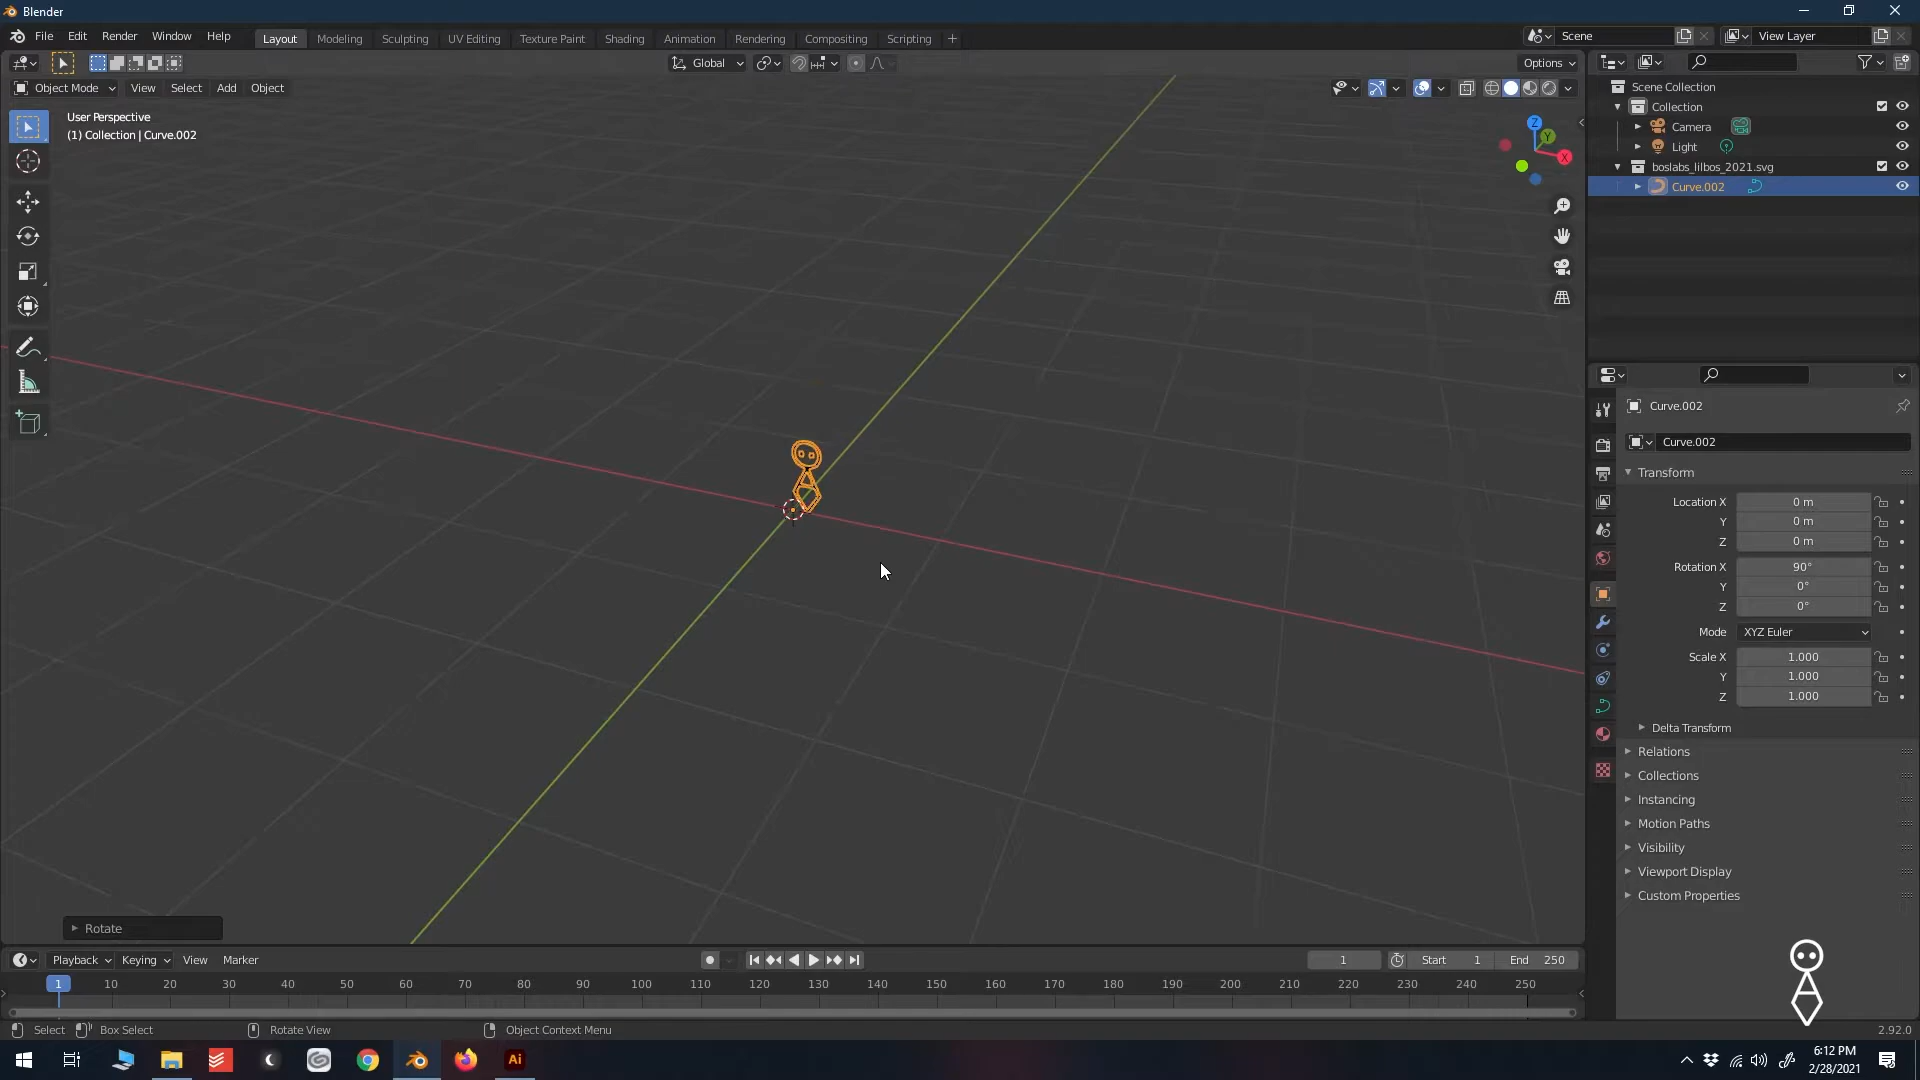 Blender
File Edit Render Window Help Layout Modeling Sculpting UV Editing Texture Paint Shading Animation Rendering Compositing Scripting + Scene View Layer
Global Options
Object Mode View Select Add Object
User Perspective
(1) Collection | Curve.002
Z
Y
X
Scene Collection
Collection
Camera
Light
boslabs_lilbos_2021.svg
Curve.002
Curve.002
Curve.002
Transform
Location X 0 m
Y 0 m
Z 0 m
Rotation X 90°
Y 0°
Z 0°
Mode XYZ Euler
Scale X 1.000
Y 1.000
Z 1.000
Delta Transform
Relations
Collections
Instancing
Motion Paths
Visibility
Viewport Display
Custom Properties
Rotate
Playback Keying View Marker 1 Start 1 End 250
1 10 20 30 40 50 60 70 80 90 100 110 120 130 140 150 160 170 180 190 200 210 220 230 240 250
Select Box Select Rotate View Object Context Menu 2.92.0
Ai
6:12 PM
2/28/2021